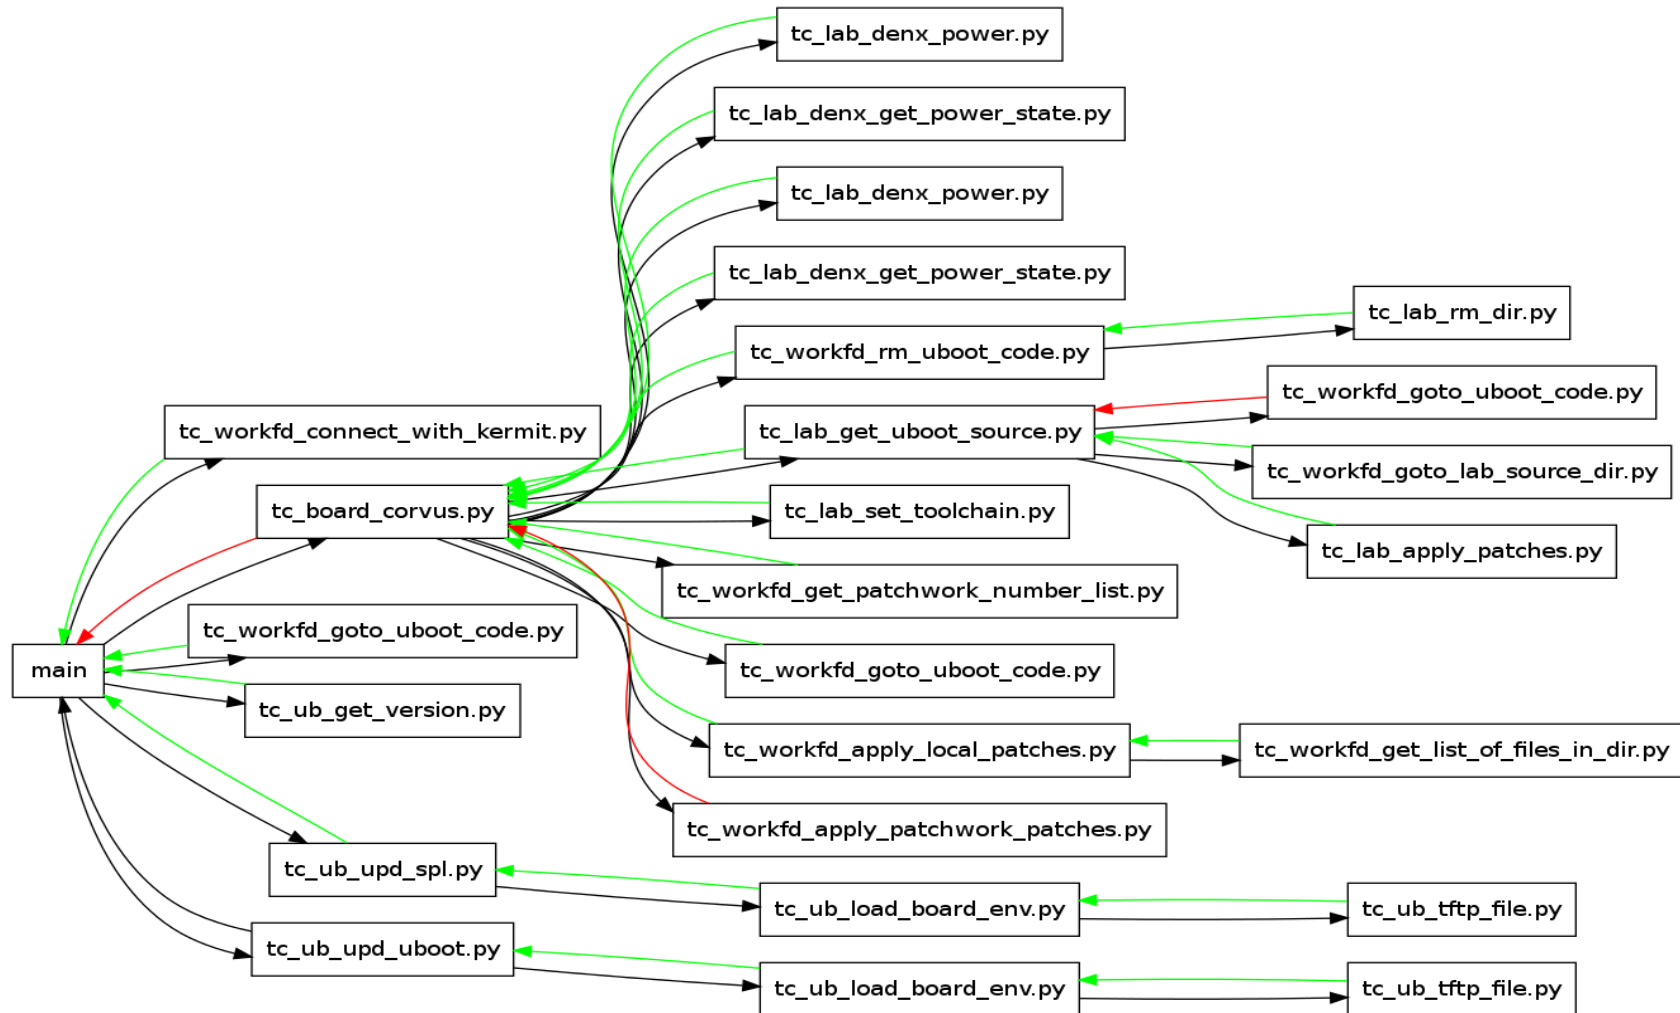 tc_lab_denx_power.py
tc_lab_denx_get_power_state.py
tc_lab_denx_power.py
tc_lab_denx_get_power_state.py
tc_lab_rm_dir.py
tc_workfd_rm_uboot_code.py
tc_workfd_goto_uboot_code.py
tc_workfd_connect_with_kermit.py
tc_lab_get_uboot_source.py
tc_workfd_goto_lab_source_dir.py
tc_board_corvus.py
tc_lab_set_toolchain.py
tc_lab_apply_patches.py
tc_workfd_get_patchwork_number_list.py
tc_workfd_goto_uboot_code.py
main
tc_workfd_goto_uboot_code.py
tc_ub_get_version.py
tc_workfd_apply_local_patches.py
tc_workfd_get_list_of_files_in_dir.py
tc_workfd_apply_patchwork_patches.py
tc_ub_upd_spl.py
tc_ub_load_board_env.py
tc_ub_tftp_file.py
tc_ub_upd_uboot.py
tc_ub_load_board_env.py
tc_ub_tftp_file.py